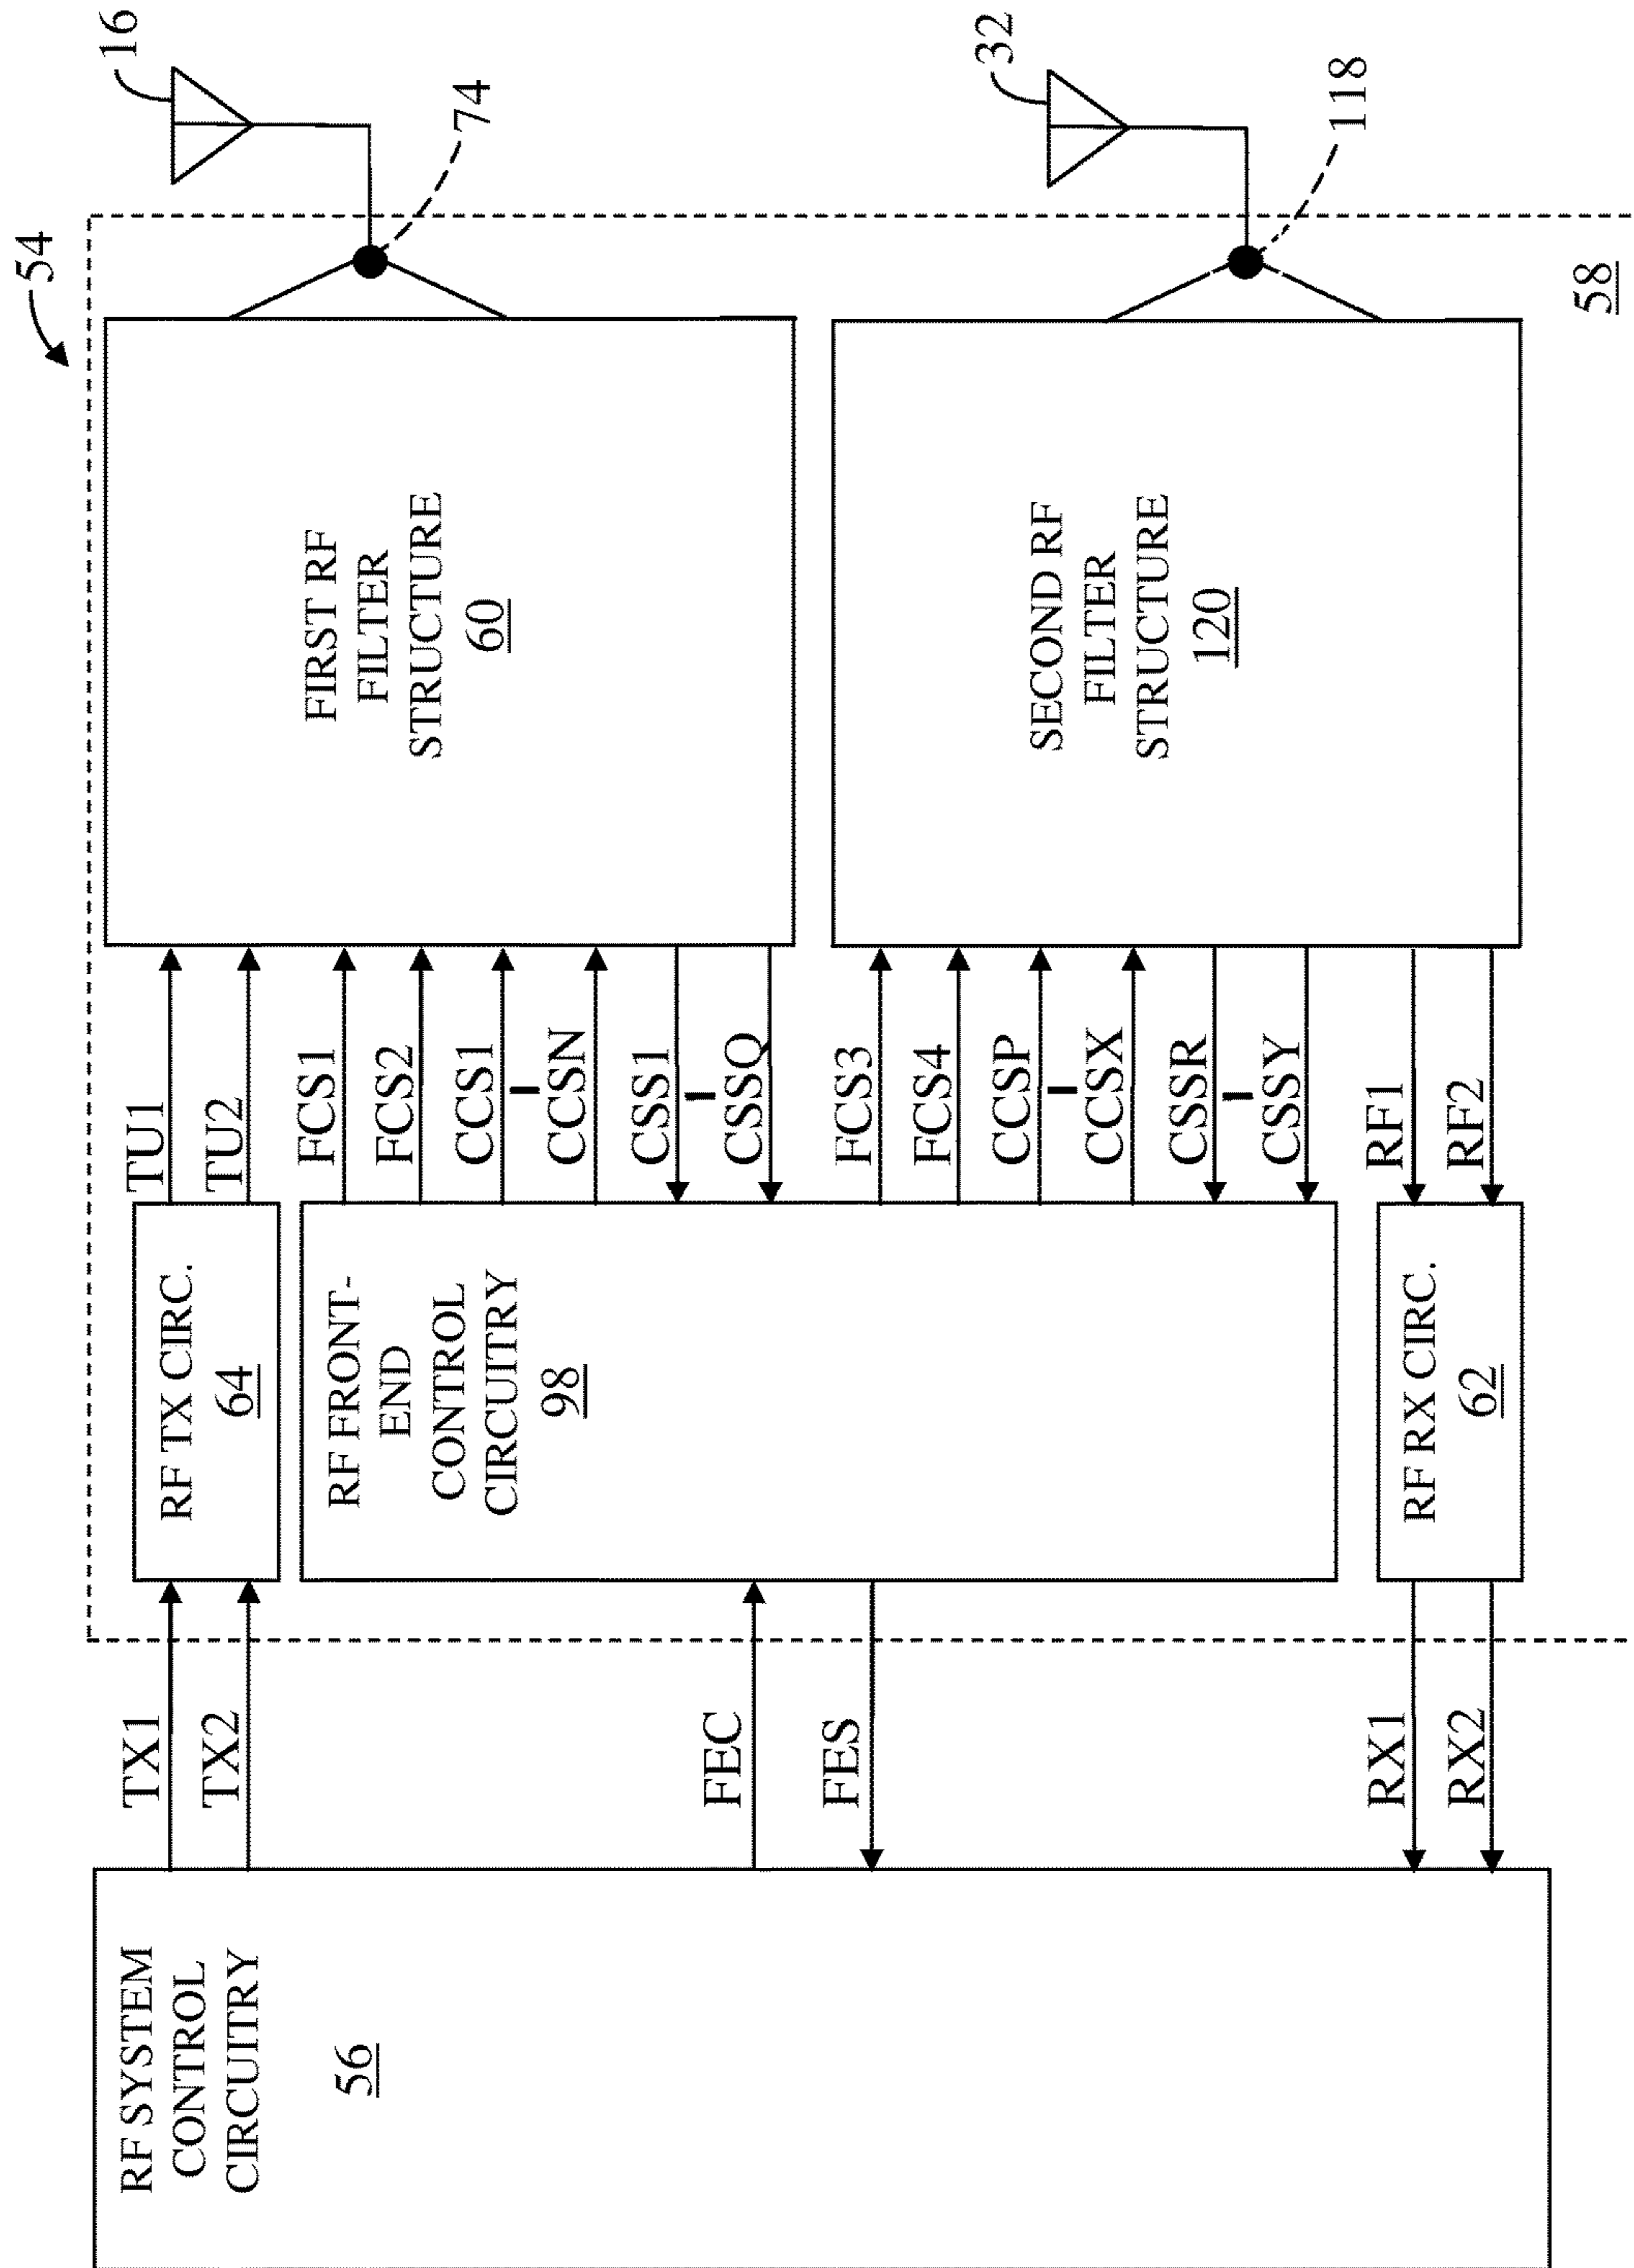 54
16
74
32
118
58
FIRST RF
FILTER
STRUCTURE
60
SECOND RF
FILTER
STRUCTURE
120
TU1
TU2
FCS1
FCS2
CCS1
CCSN
CSS1
CSSQ
FCS3
FCS4
CCSP
CCSX
CSSR
CSSY
RF1
RF2
RF TX CIRC.
64
RF FRONT-
END
CONTROL
CIRCUITRY
98
RF RX CIRC.
62
TX1
TX2
FEC
FES
RX1
RX2
RF SYSTEM
CONTROL
CIRCUITRY
56